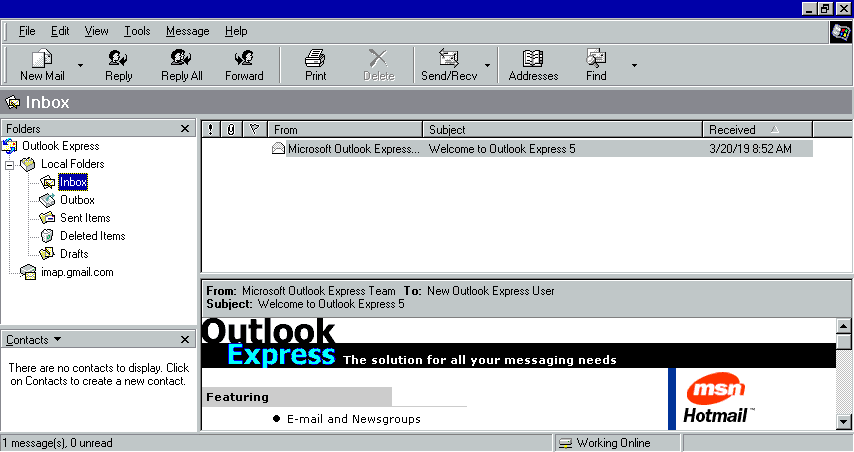 File Edit View Tools Message Help
New Mail Reply Reply All Forward Print Delete Send/Recv Addresses Find
Inbox
Folders
Outlook Express
Local Folders
Inbox
Outbox
Sent Items
Deleted Items
Drafts
imap.gmail.com
Contacts
There are no contacts to display. Click
on Contacts to create a new contact.
! From Subject Received
Microsoft Outlook Express... Welcome to Outlook Express 5 3/20/19 8:52 AM
From: Microsoft Outlook Express Team To: New Outlook Express User
Subject: Welcome to Outlook Express 5
Outlook
Express The solution for all your messaging needs
Featuring
• E-mail and Newsgroups
msn
Hotmail™
1 message(s), 0 unread Working Online